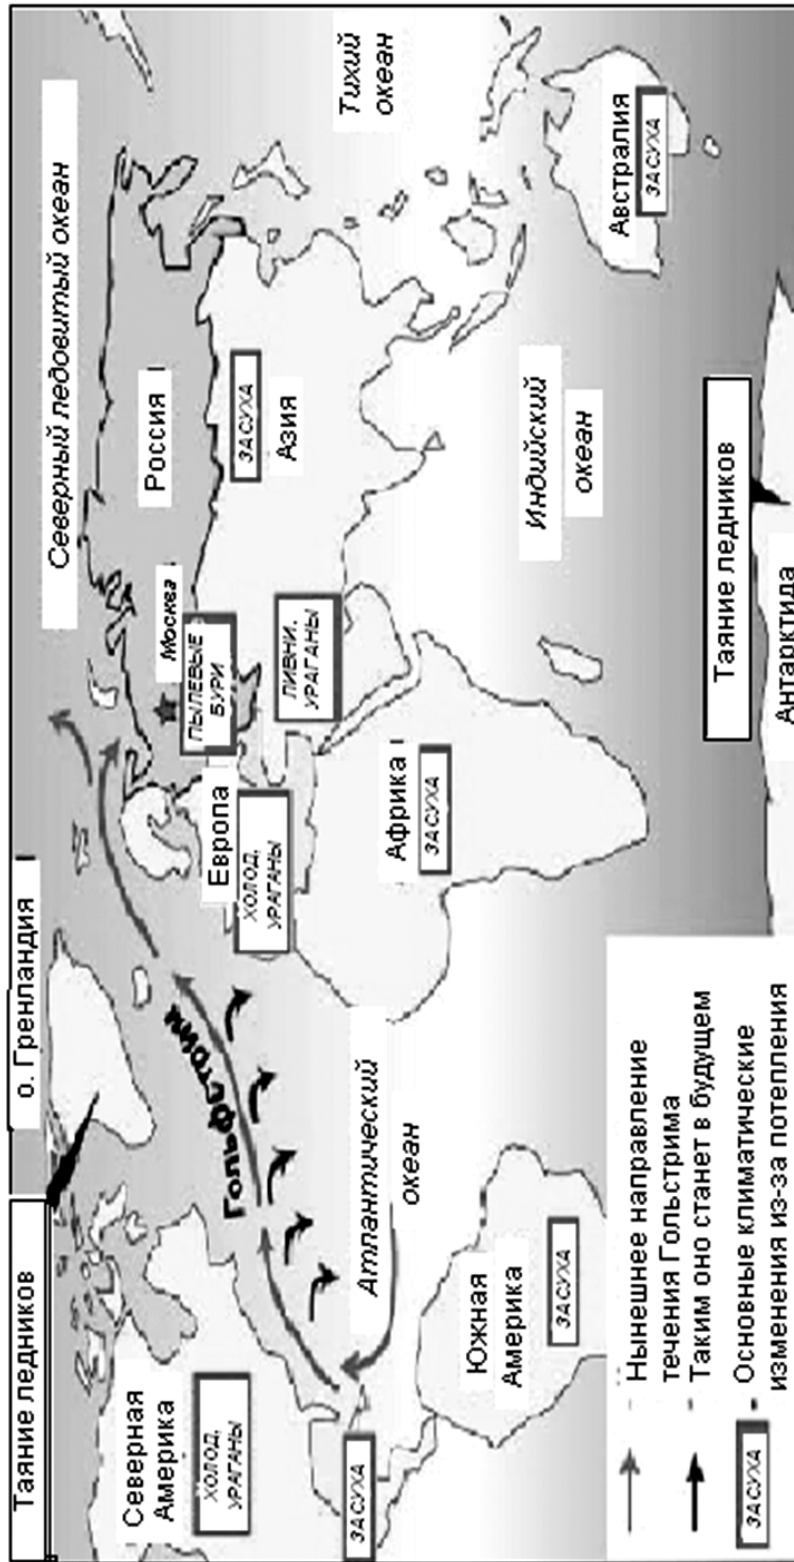 Таяние ледников
о. Гренландия
Северный ледовитый океан
Северная
Америка
ХОЛОД,
УРАГАНЫ
ЗАСУХА
Гольфстрим
Атлантический
океан
Южная
Америка
ЗАСУХА
Европа
ХОЛОД,
УРАГАНЫ
Москва
ПЫЛЕВЫЕ
БУРИ
ЛИВНИ,
УРАГАНЫ
Россия
ЗАСУХА
Азия
Африка
ЗАСУХА
Тихий
океан
Индийский
океан
Австралия
ЗАСУХА
Таяние ледников
Антарктида
- Нынешнее направление
течения Гольстрима
- Таким оно станет в будущем
ЗАСУХА
- Основные климатические
изменения из-за потепления